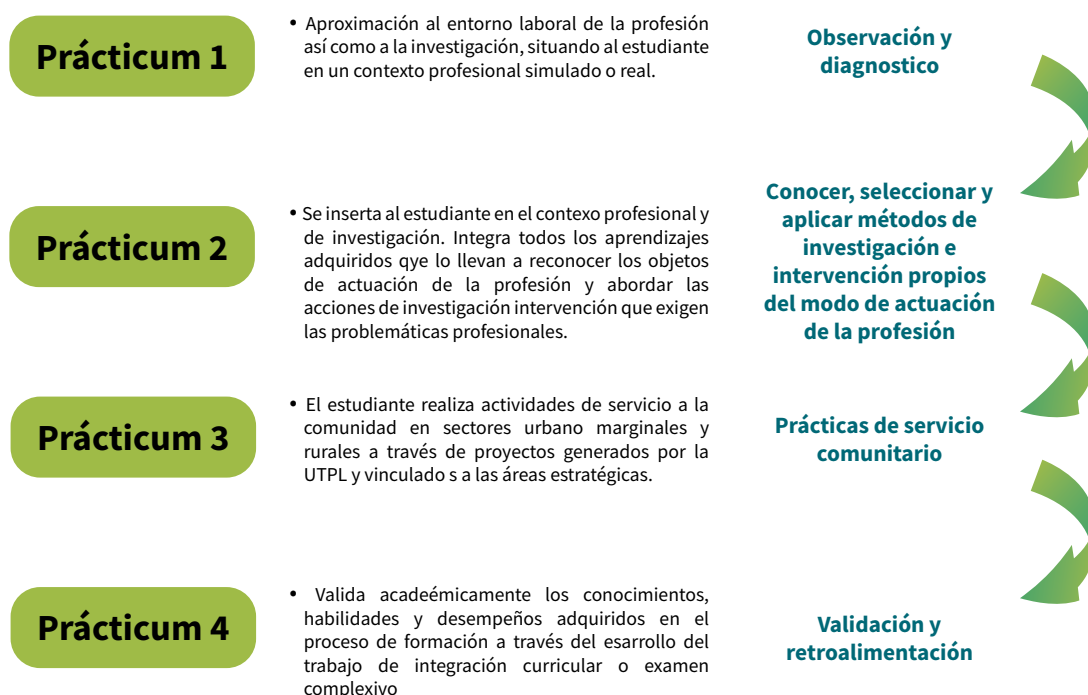 Prácticum 1
• Aproximación al entorno laboral de la profesión
así como a la investigación, situando al estudiante
en un contexto profesional simulado o real.
Observación y
diagnostico
Prácticum 2
• Se inserta al estudiante en el contexo profesional y
de investigación. Integra todos los aprendizajes
adquiridos qye lo llevan a reconocer los objetos
de actuación de la profesión y abordar las
acciones de investigación intervención que exigen
las problemáticas profesionales.
Conocer, seleccionar y
aplicar métodos de
investigación e
intervención propios
del modo de actuación
de la profesión
Prácticum 3
• El estudiante realiza actividades de servicio a la
comunidad en sectores urbano marginales y
rurales a través de proyectos generados por la
UTPL y vinculado s a las áreas estratégicas.
Prácticas de servicio
comunitario
Prácticum 4
• Valida acadeémicamente los conocimientos,
habilidades y desempeños adquiridos en el
proceso de formación a través del esarrollo del
trabajo de integración curricular o examen
complexivo
Validación y
retroalimentación